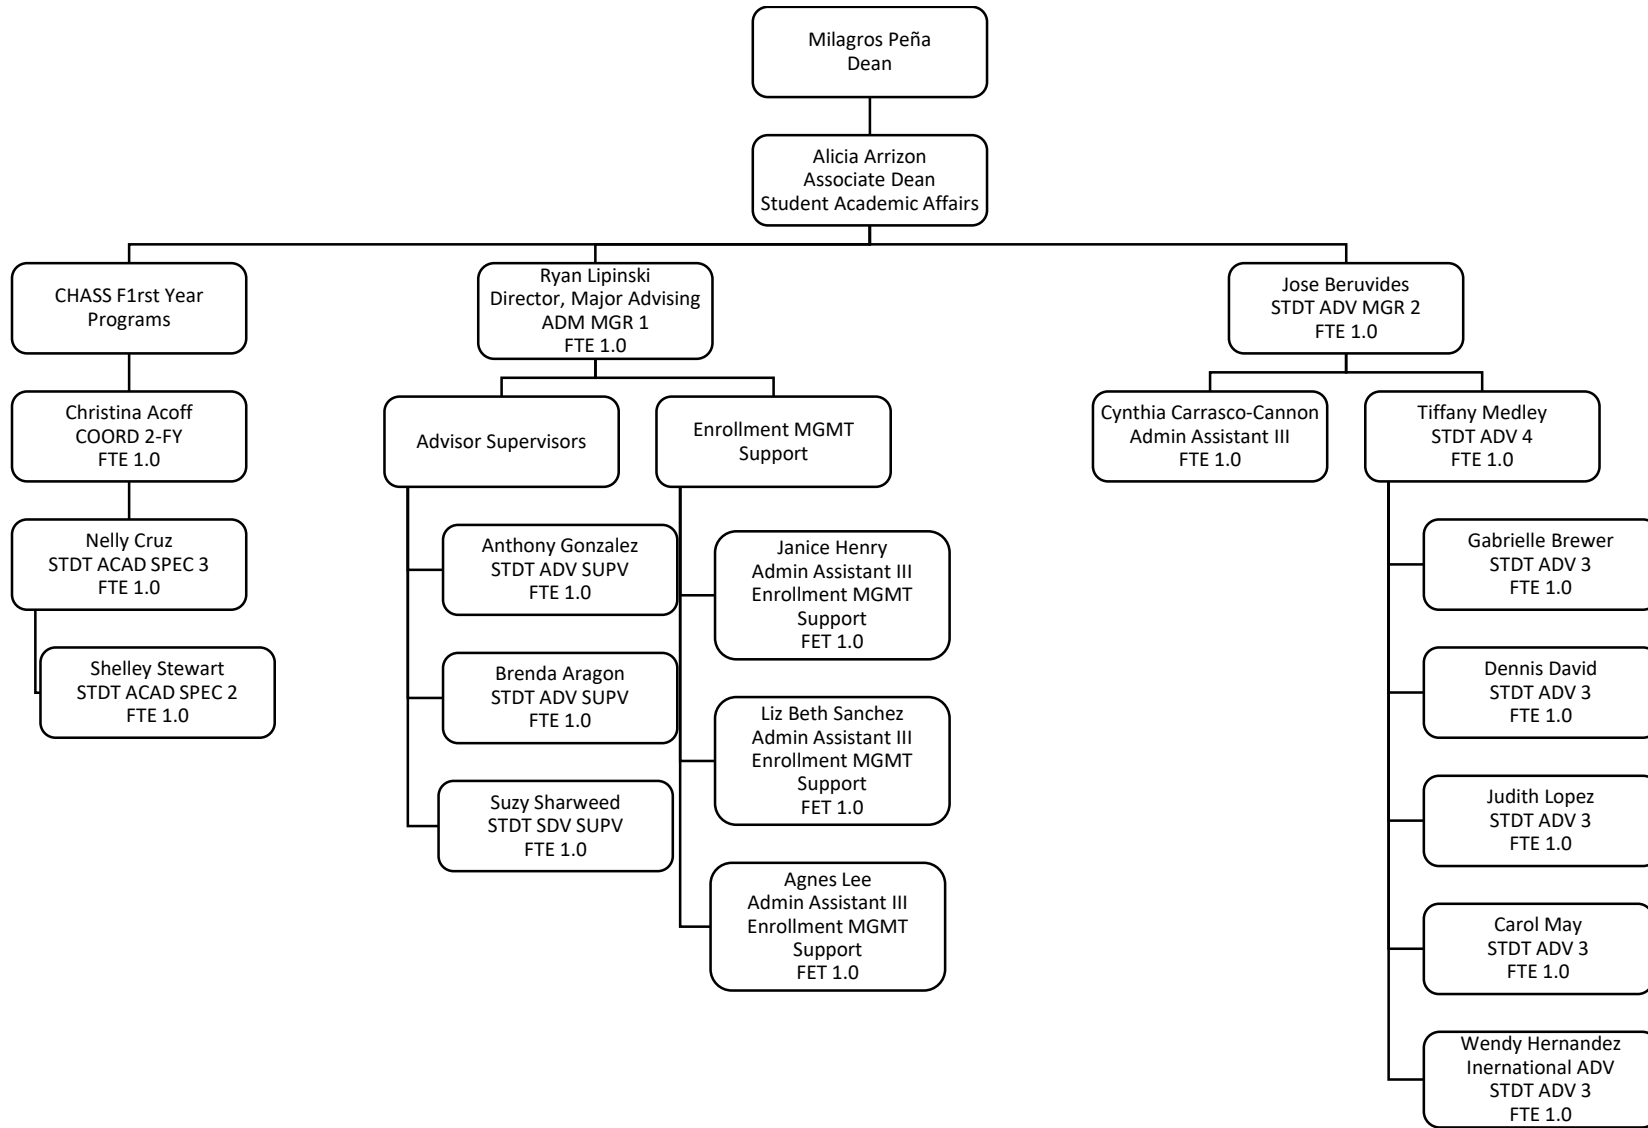 Milagros Peña
Dean
Alicia Arrizon
Associate Dean
Student Academic Affairs
CHASS F1rst Year
Programs
Christina Acoff
COORD 2-FY
FTE 1.0
Nelly Cruz
STDT ACAD SPEC 3
FTE 1.0
Shelley Stewart
STDT ACAD SPEC 2
FTE 1.0
Ryan Lipinski
Director, Major Advising
ADM MGR 1
FTE 1.0
Advisor Supervisors
Anthony Gonzalez
STDT ADV SUPV
FTE 1.0
Brenda Aragon
STDT ADV SUPV
FTE 1.0
Suzy Sharweed
STDT SDV SUPV
FTE 1.0
Enrollment MGMT
Support
Janice Henry
Admin Assistant III
Enrollment MGMT
Support
FET 1.0
Liz Beth Sanchez
Admin Assistant III
Enrollment MGMT
Support
FET 1.0
Agnes Lee
Admin Assistant III
Enrollment MGMT
Support
FET 1.0
Jose Beruvides
STDT ADV MGR 2
FTE 1.0
Cynthia Carrasco-Cannon
Admin Assistant III
FTE 1.0
Tiffany Medley
STDT ADV 4
FTE 1.0
Gabrielle Brewer
STDT ADV 3
FTE 1.0
Dennis David
STDT ADV 3
FTE 1.0
Judith Lopez
STDT ADV 3
FTE 1.0
Carol May
STDT ADV 3
FTE 1.0
Wendy Hernandez
Inernational ADV
STDT ADV 3
FTE 1.0